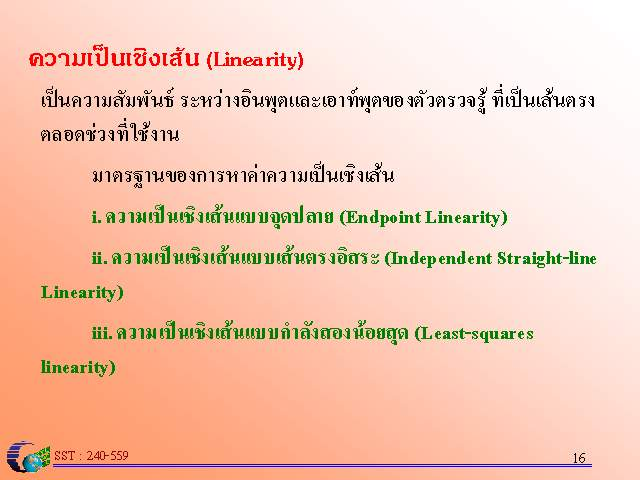 ความเป็นเชิงเส้น (Linearity)
เป็นความสัมพันธ์ ระหว่างอินพุตและเอาท์พุตของตัวตรวจรู้ ที่เป็นเส้นตรง
ตลอดช่วงที่ใช้งาน
มาตรฐานของการหาค่าความเป็นเชิงเส้น
i. ความเป็นเชิงเส้นแบบจุดปลาย (Endpoint Linearity)
ii. ความเป็นเชิงเส้นแบบเส้นตรงอิสระ (Independent Straight-line
Linearity)
iii. ความเป็นเชิงเส้นแบบกำลังสองน้อยสุด (Least-squares
linearity)
SST : 240-559
16